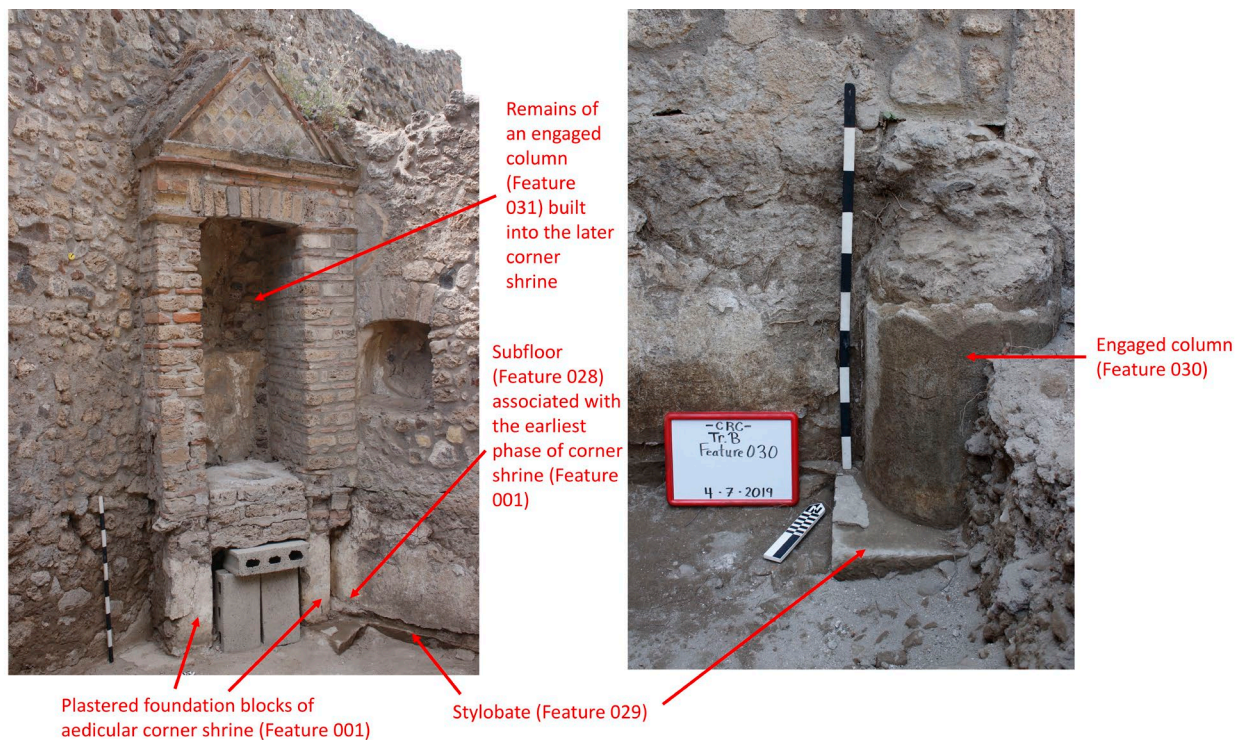 Remains of
an engaged
column
(Feature
031) built
into the later
corner
shrine
Subfloor
(Feature 028)
associated with
the earliest
phase of corner
shrine (Feature
001)
Plastered foundation blocks of
aedicular corner shrine (Feature 001)
Stylobate (Feature 029)
Engaged column
(Feature 030)
-CRC-
Tr.B
Feature 030
4-7-2019